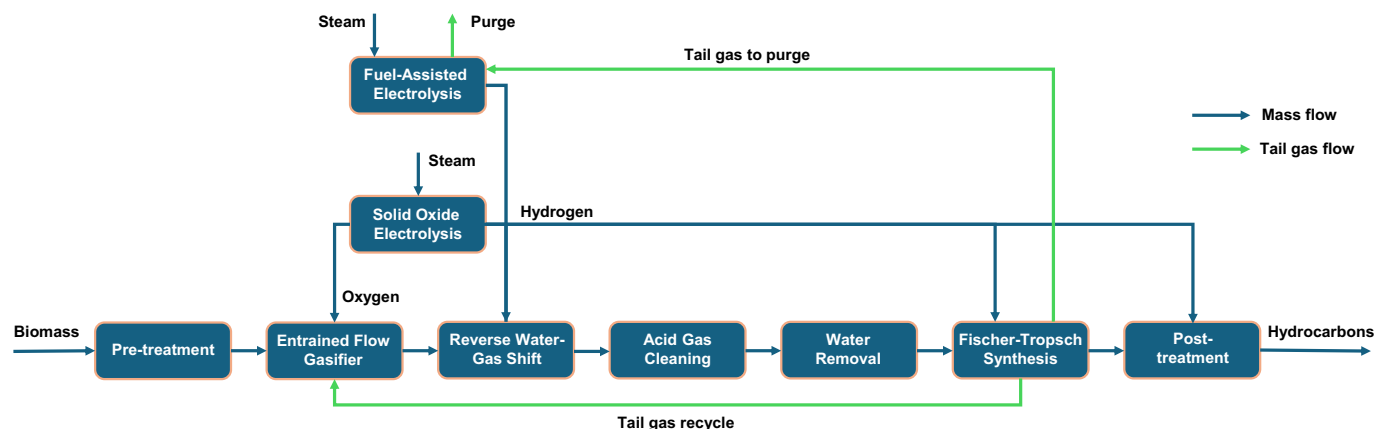 Steam
Purge
Tail gas to purge
Fuel-Assisted
Electrolysis
Mass flow
Tail gas flow
Steam
Solid Oxide
Electrolysis
Hydrogen
Oxygen
Biomass
Pre-treatment
Entrained Flow
Gasifier
Reverse Water-
Gas Shift
Acid Gas
Cleaning
Water
Removal
Fischer-Tropsch
Synthesis
Post-
treatment
Hydrocarbons
Tail gas recycle